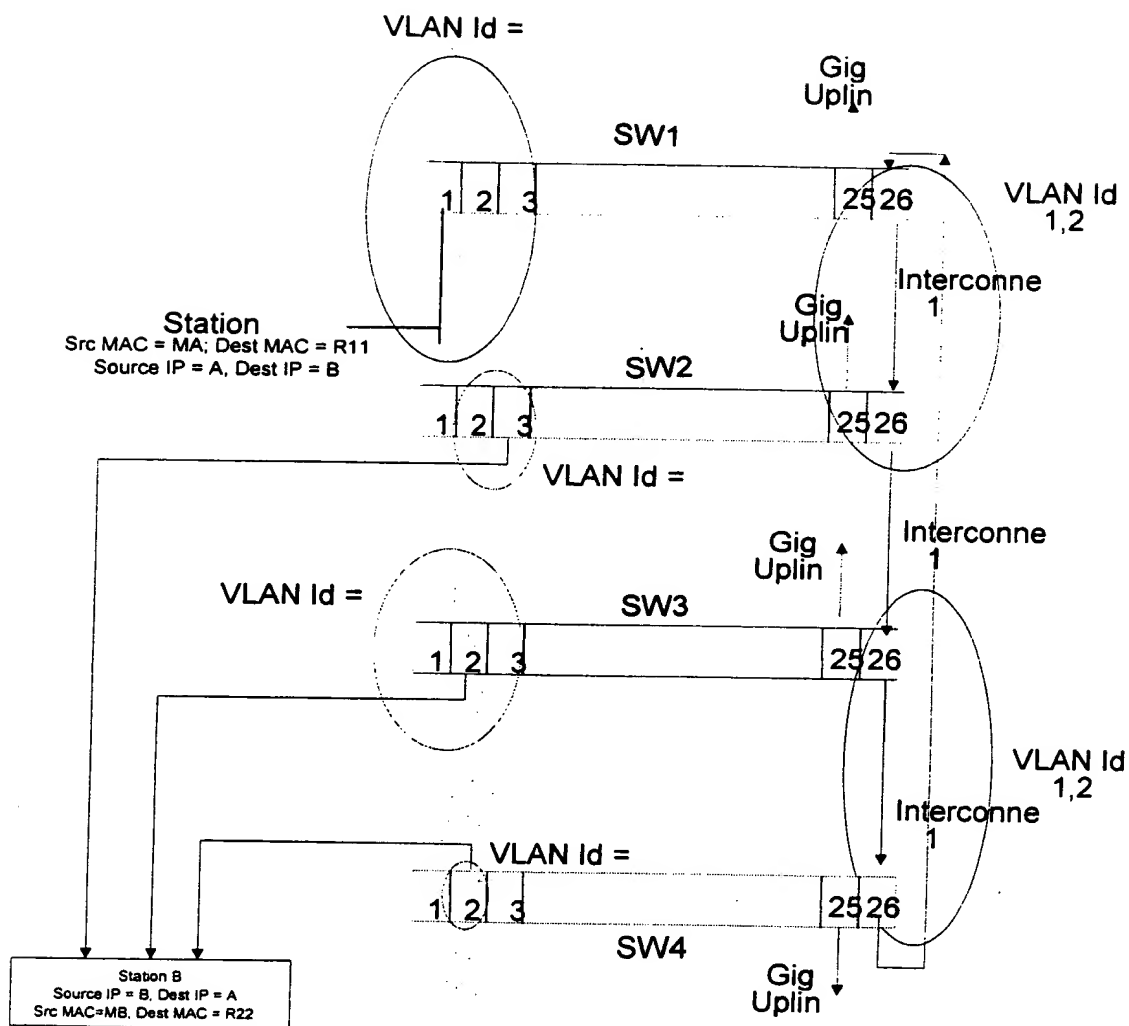 VLAN Id =
Gig
Uplin
SW1
1 2 3
25 26
VLAN Id
1,2
Interconne
1
Gig
Uplin
Station
Src MAC = MA; Dest MAC = R11
Source IP = A, Dest IP = B
SW2
1 2 3
25 26
VLAN Id =
Interconne
1
Gig
Uplin
VLAN Id =
SW3
1 2 3
25 26
VLAN Id
1,2
Interconne
1
VLAN Id =
1 2 3
25 26
SW4
Gig
Uplin
Station B
Source IP = B, Dest IP = A
Src MAC=MB, Dest MAC = R22